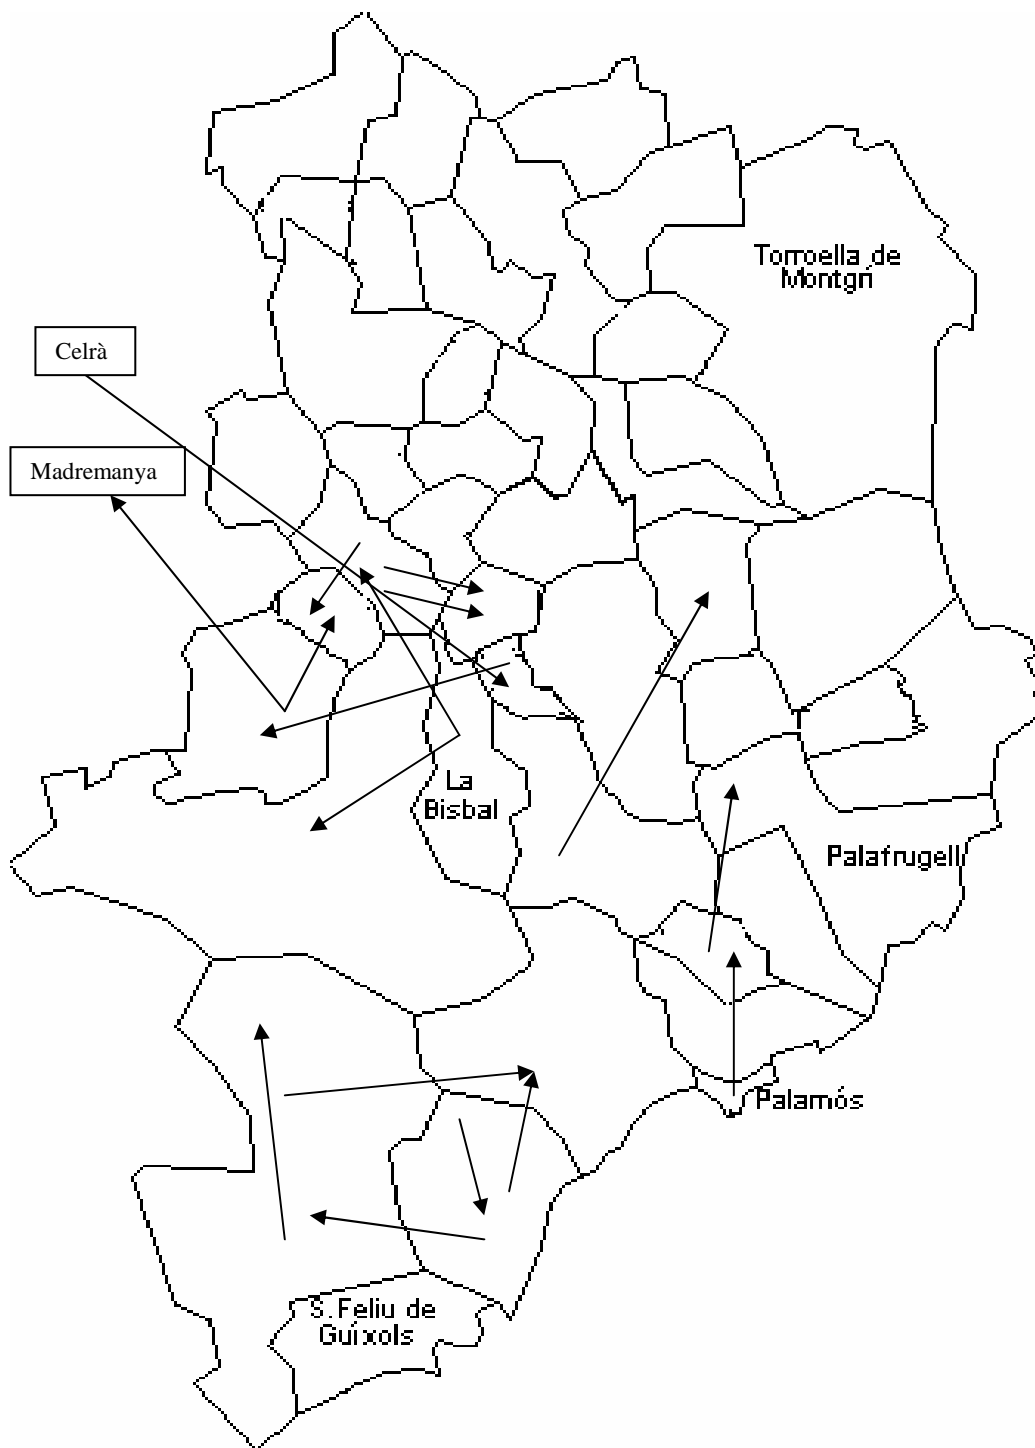 Torroella de
Montgrí
Celrà
Madremanya
La
Bisbal
Palafrugell
Palamós
S. Feliu de
Guíxols